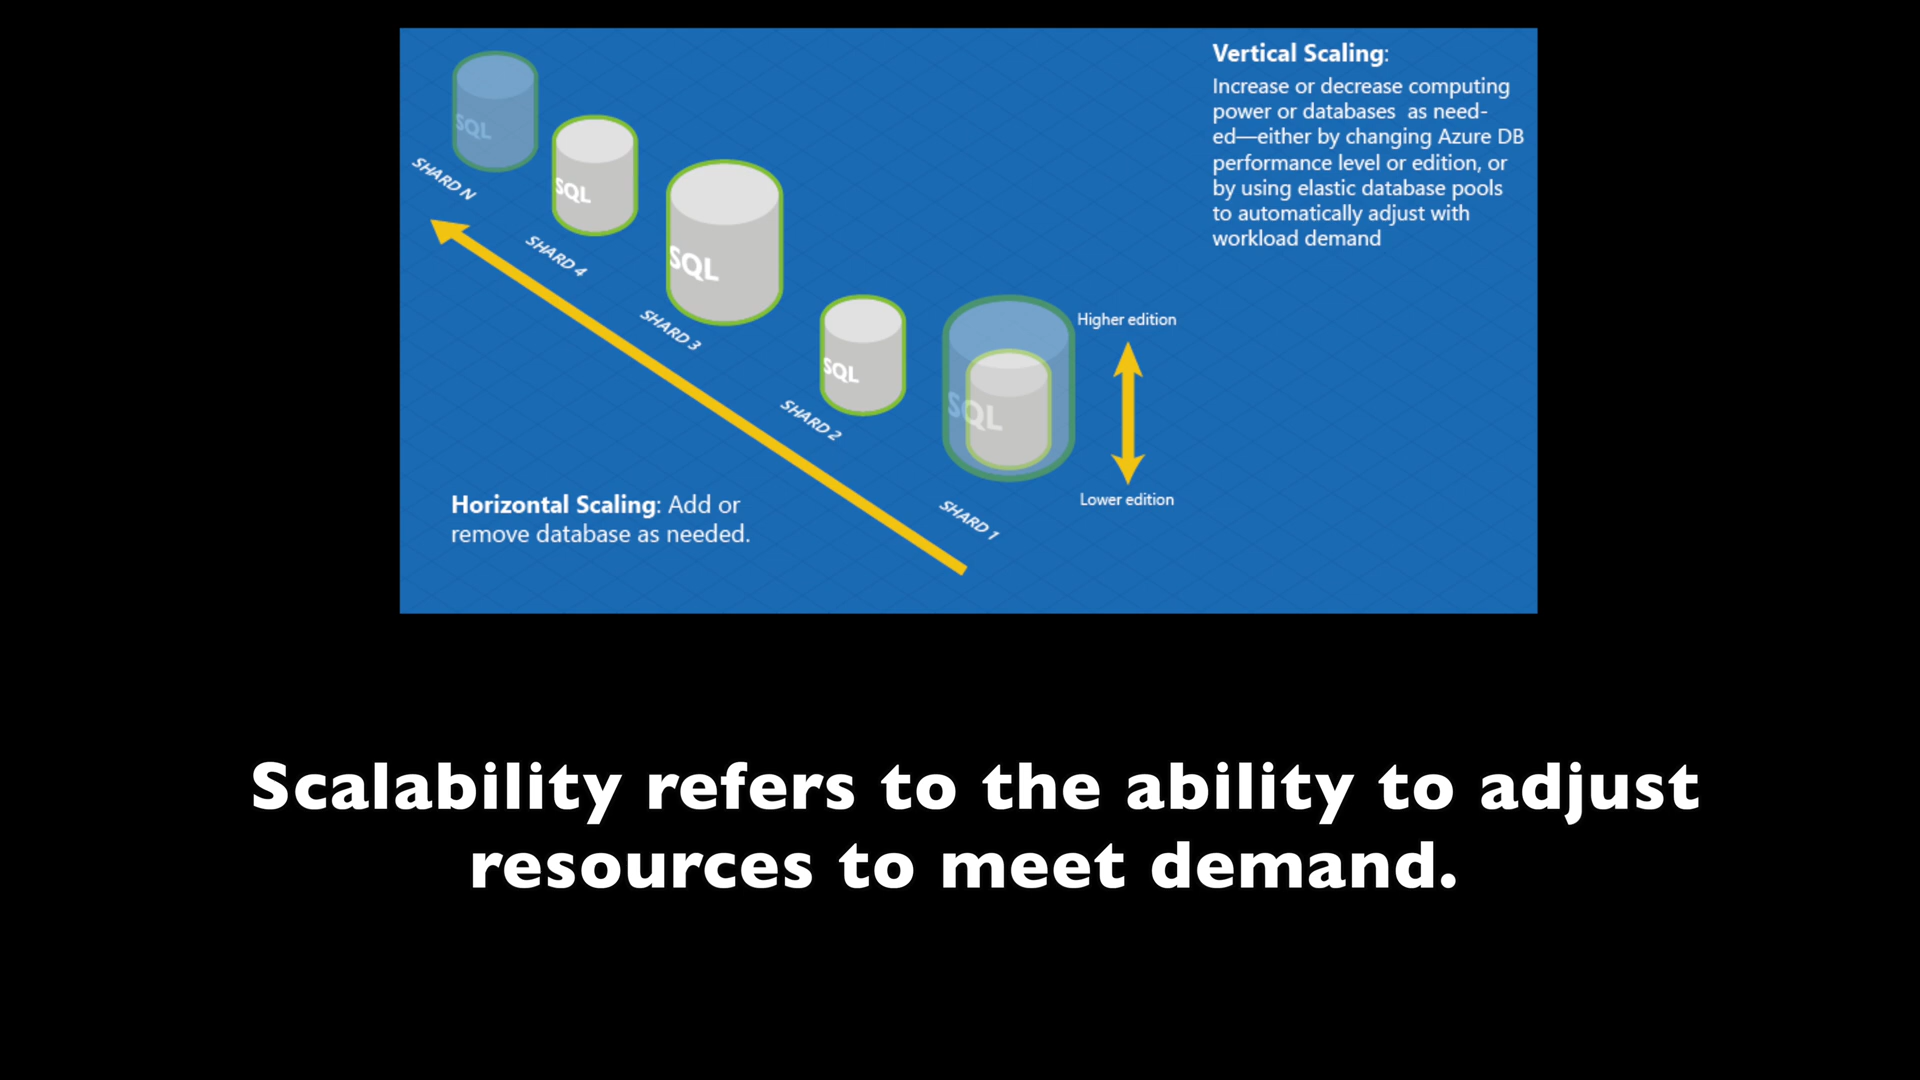 Vertical Scaling:
Increase or decrease computing
power or databases as need-
ed—either by changing Azure DB
performance level or edition, or
by using elastic database pools
to automatically adjust with
workload demand
SQL
SHARD N
SQL
SHARD 4
SQL
SHARD 3
SQL
SHARD 2
SQL
SHARD 1
Higher edition
Lower edition
Horizontal Scaling: Add or
remove database as needed.
Scalability refers to the ability to adjust
resources to meet demand.